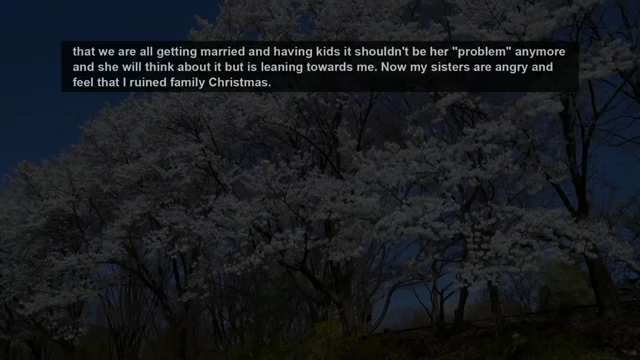 that we are all getting married and having kids it shouldn't be her "problem" anymore
and she will think about it but is leaning towards me. Now my sisters are angry and
feel that I ruined family Christmas.